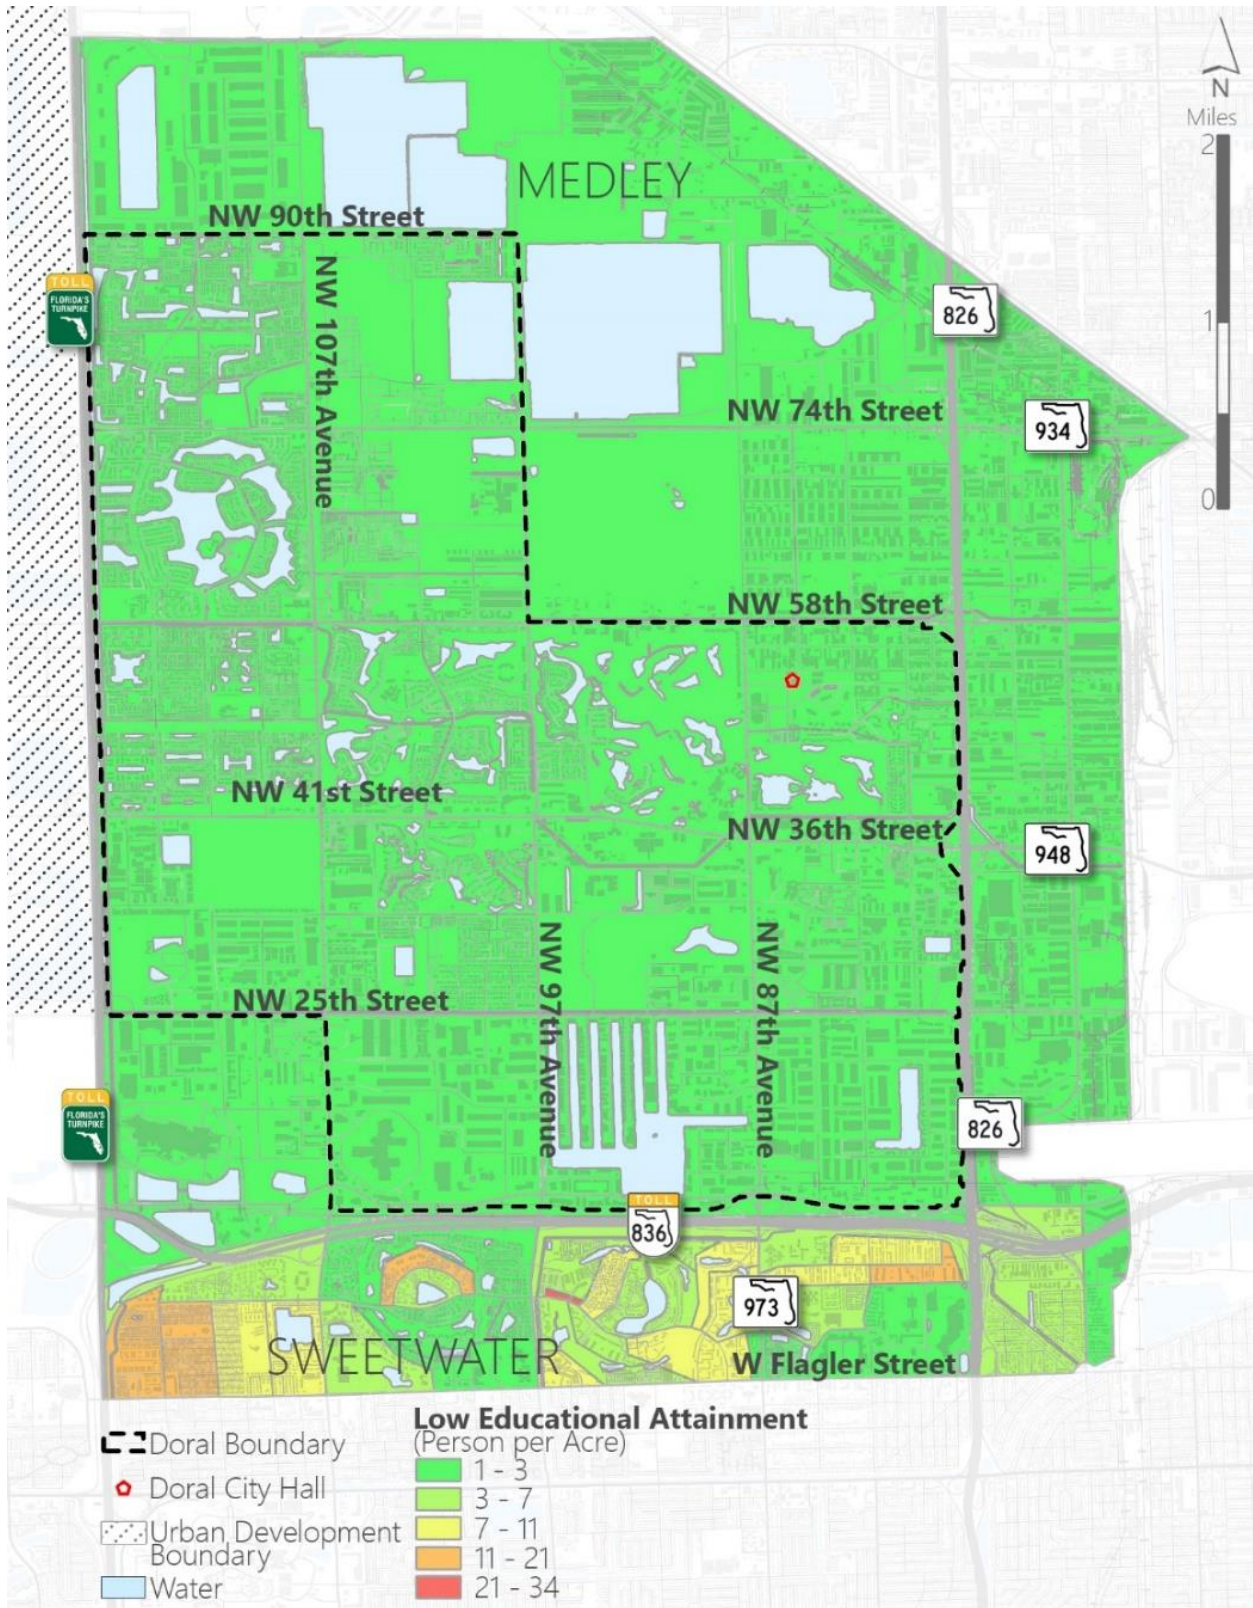 N
Miles
2
MEDLEY
NW 90th Street
TOLL
FLORIDA'S
TURNPIKE
NW 107th Avenue
826
1
NW 74th Street
934
0
NW 58th Street
NW 41st Street
NW 36th Street
948
NW 97th Avenue
NW 87th Avenue
NW 25th Street
TOLL
FLORIDA'S
TURNPIKE
826
TOLL
836
973
SWEETWATER
W Flagler Street
Doral Boundary
Doral City Hall
Urban Development
Boundary
Water
Low Educational Attainment
(Person per Acre)
1 - 3
3 - 7
7 - 11
11 - 21
21 - 34